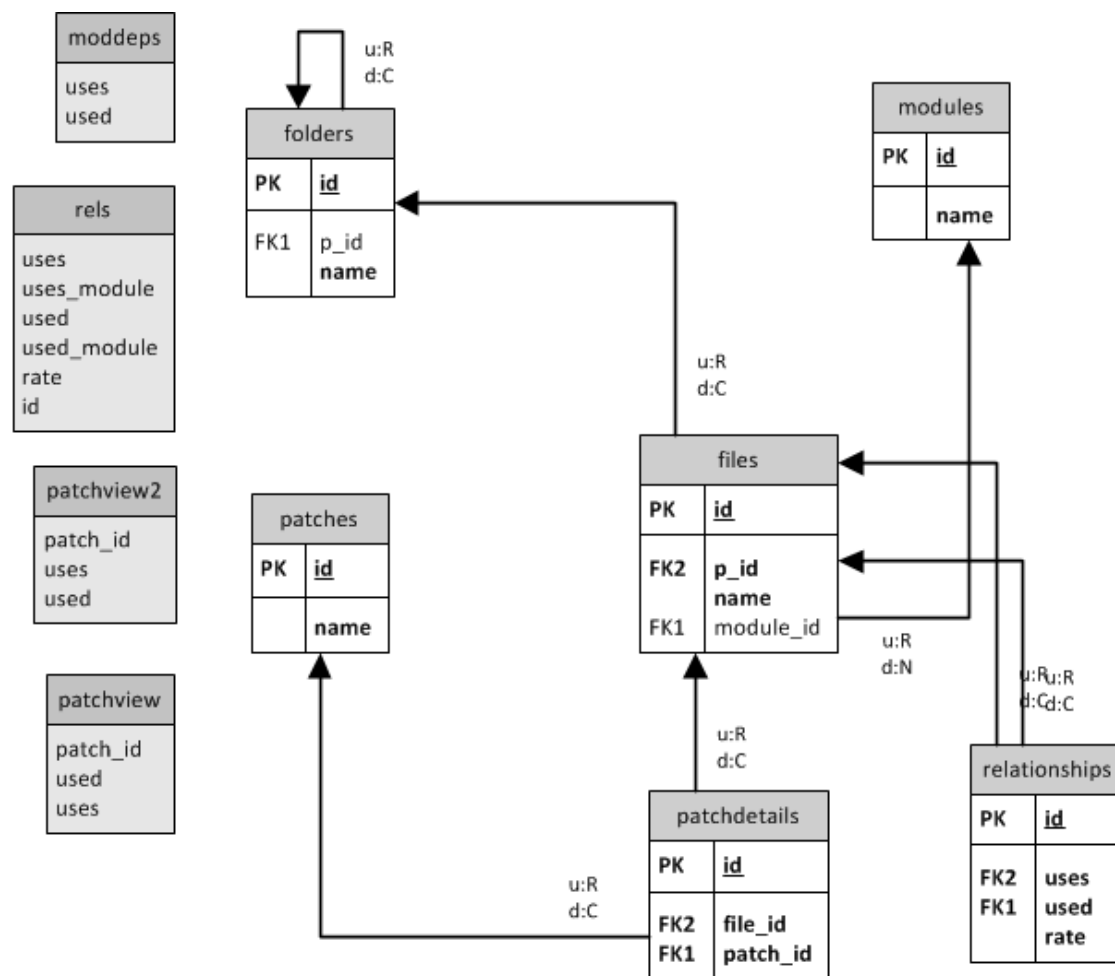 moddeps
uses
used
rels
uses
uses_module
used
used_module
rate
id
patchview2
patch_id
uses
used
patchview
patch_id
used
uses
u:R
d:C
folders
PK id
FK1 p_id
name
modules
PK id
name
u:R
d:C
files
PK id
FK2 p_id
name
FK1 module_id
u:R
d:N
patches
PK id
name
u:R
d:C
u:R
d:C
u:R
d:C
u:R
d:C
patchdetails
PK id
FK2 file_id
FK1 patch_id
relationships
PK id
FK2 uses
FK1 used
rate